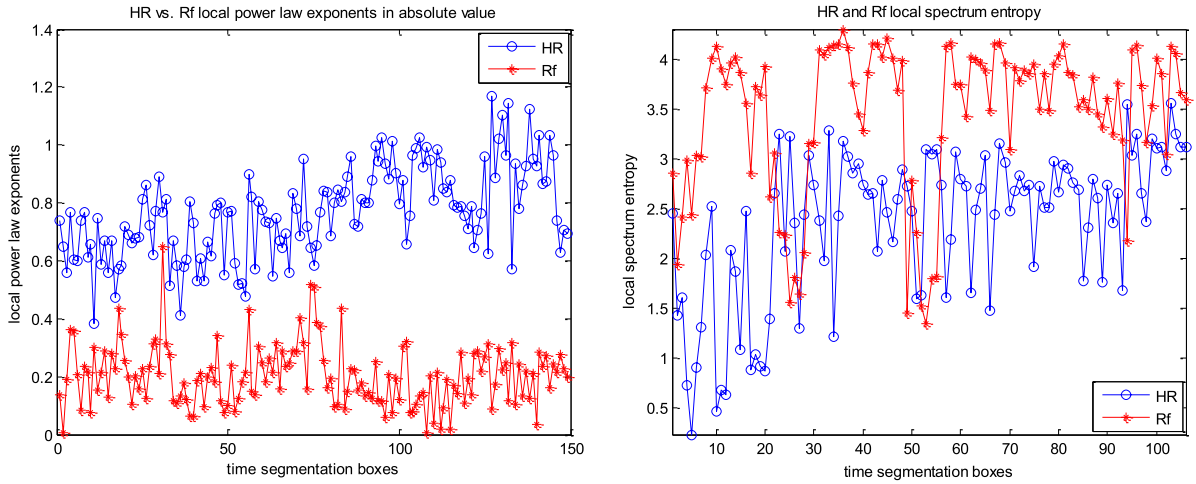 HR vs. Rf local power law exponents in absolute value
1.4
1.2
1
0.8
0.6
0.4
0.2
0
local power law exponents
HR
Rf
0 50 100 150
time segmentation boxes
HR and Rf local spectrum entropy
4
3.5
3
2.5
2
1.5
1
0.5
local spectrum entropy
HR
Rf
10 20 30 40 50 60 70 80 90 100
time segmentation boxes